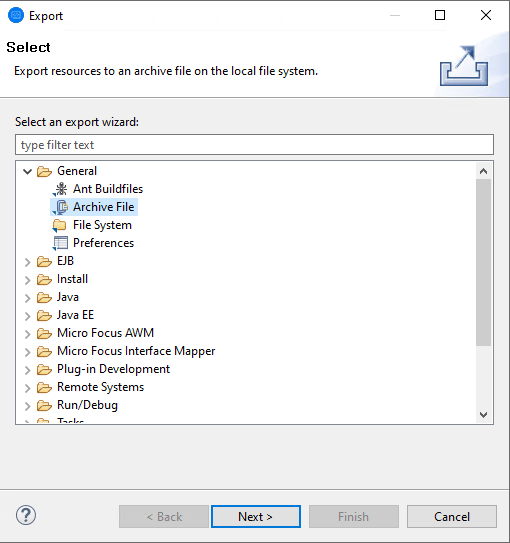 Export
Select
Export resources to an archive file on the local file system.
Select an export wizard:
type filter text
General
Ant Buildfiles
Archive File
File System
Preferences
EJB
Install
Java
Java EE
Micro Focus AWM
Micro Focus Interface Mapper
Plug-in Development
Remote Systems
Run/Debug
Tasks
?
< Back
Next >
Finish
Cancel